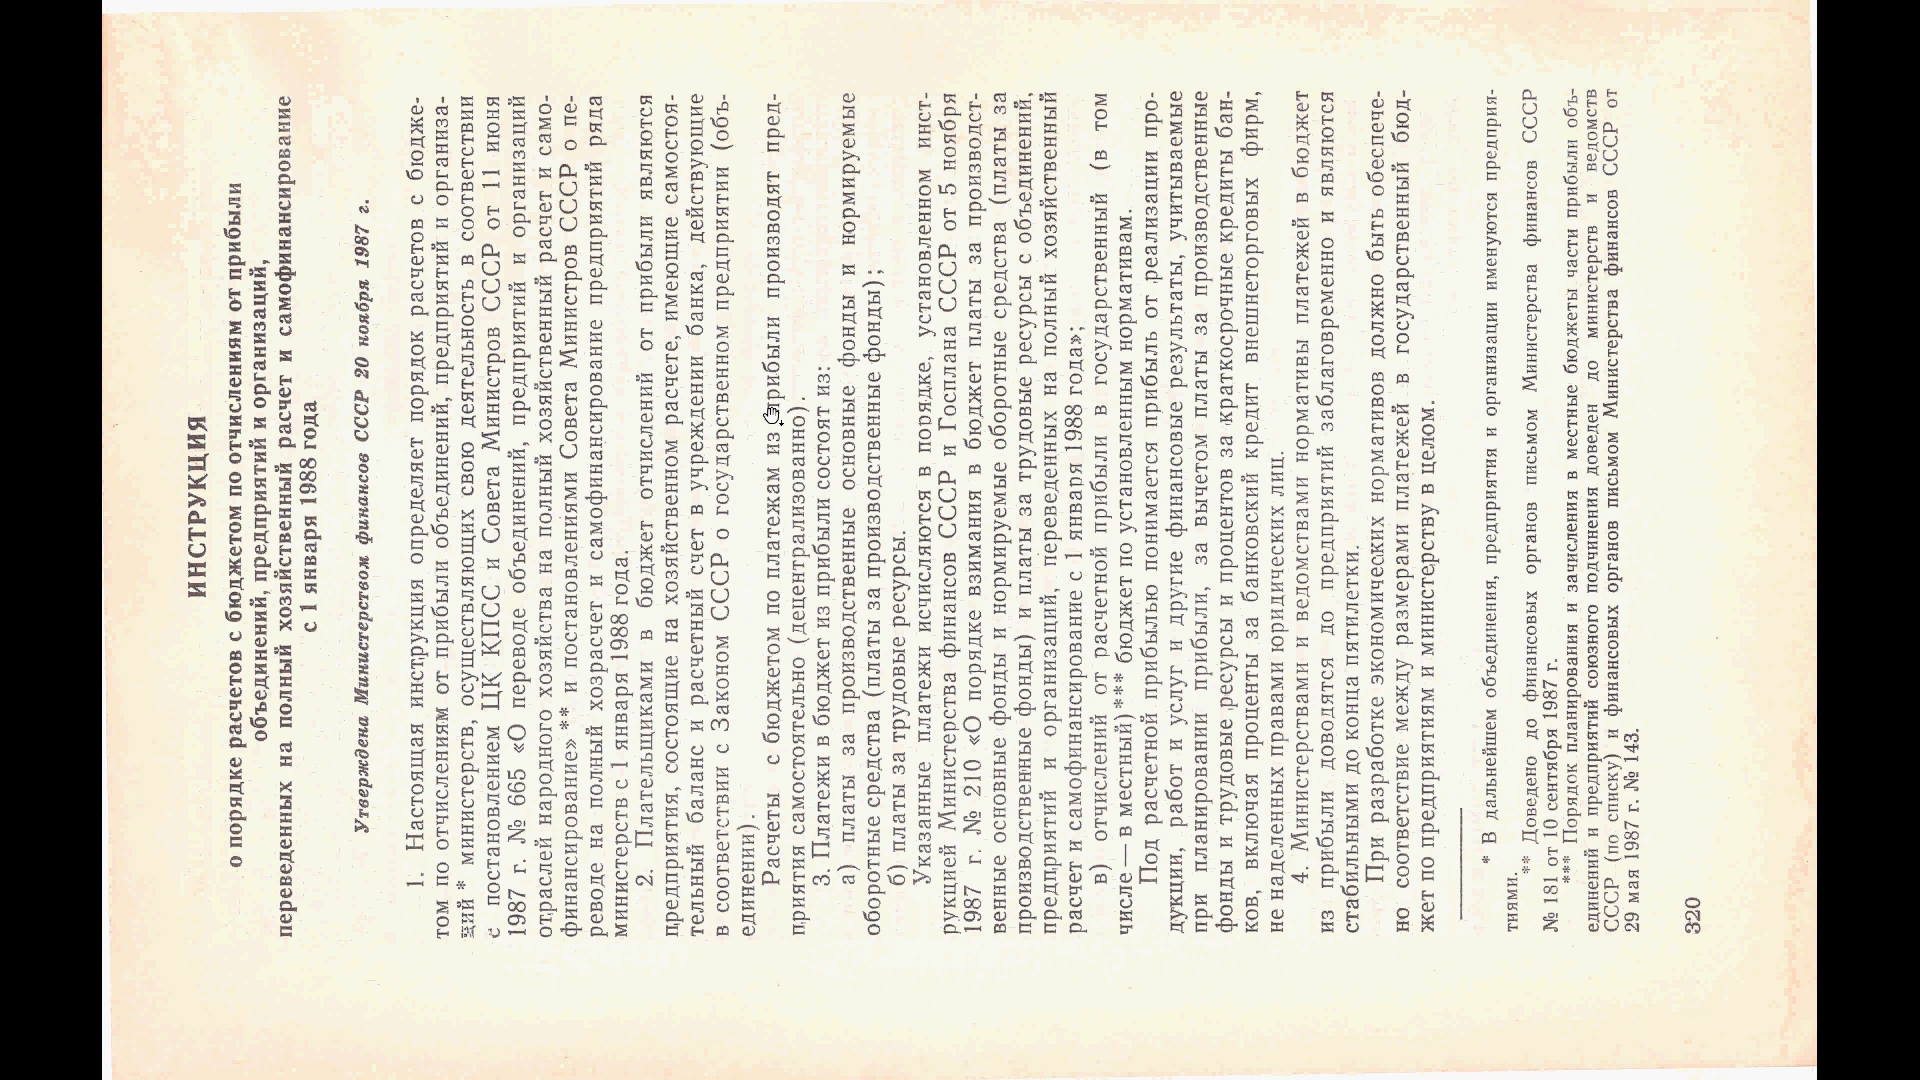 ИНСТРУКЦИЯ
о порядке расчетов с бюджетом по отчислениям от прибыли
объединений, предприятий и организаций,
переведенных на полный хозяйственный расчет и самофинансирование
с 1 января 1988 года
Утверждена Министерством финансов СССР 20 ноября 1987 г.
1. Настоящая инструкция определяет порядок расчетов с бюдже-
том по отчислениям от прибыли объединений, предприятий и организа-
ций * министерств, осуществляющих свою деятельность в соответствии
с постановлением ЦК КПСС и Совета Министров СССР от 11 июня
1987 г. № 665 «О переводе объединений, предприятий и организаций
отраслей народного хозяйства на полный хозяйственный расчет и само-
финансирование» ** и постановлениями Совета Министров СССР о пе-
реводе на полный хозрасчет и самофинансирование предприятий ряда
министерств с 1 января 1988 года.
2. Плательщиками в бюджет отчислений от прибыли являются
предприятия, состоящие на хозяйственном расчете, имеющие самостоя-
тельный баланс и расчетный счет в учреждении банка, действующие
в соответствии с Законом СССР о государственном предприятии (объ-
единении).
Расчеты с бюджетом по платежам из прибыли производят пред-
приятия самостоятельно (децентрализованно).
3. Платежи в бюджет из прибыли состоят из:
а) платы за производственные основные фонды и нормируемые
оборотные средства (платы за производственные фонды);
б) платы за трудовые ресурсы.
Указанные платежи исчисляются в порядке, установленном инст-
рукцией Министерства финансов СССР и Госплана СССР от 5 ноября
1987 г. № 210 «О порядке взимания в бюджет платы за производст-
венные основные фонды и нормируемые оборотные средства (платы за
производственные фонды) и платы за трудовые ресурсы с объединений,
предприятий и организаций, переведенных на полный хозяйственный
расчет и самофинансирование с 1 января 1988 года»;
в) отчислений от расчетной прибыли в государственный (в том
числе — в местный) *** бюджет по установленным нормативам.
Под расчетной прибылью понимается прибыль от реализации про-
дукции, работ и услуг и другие финансовые результаты, учитываемые
при планировании прибыли, за вычетом платы за производственные
фонды и трудовые ресурсы и процентов за краткосрочные кредиты бан-
ков, включая проценты за банковский кредит внешнеторговых фирм,
не наделенных правами юридических лиц.
4. Министерствами и ведомствами нормативы платежей в бюджет
из прибыли доводятся до предприятий заблаговременно и являются
стабильными до конца пятилетки.
При разработке экономических нормативов должно быть обеспече-
но соответствие между размерами платежей в государственный бюд-
жет по предприятиям и министерству в целом.
* В дальнейшем объединения, предприятия и организации именуются предприя-
тиями.
** Доведено до финансовых органов письмом Министерства финансов СССР
№ 181 от 10 сентября 1987 г.
*** Порядок планирования и зачисления в местные бюджеты части прибыли объ-
единений и предприятий союзного подчинения доведен до министерств и ведомств
СССР (по списку) и финансовых органов письмом Министерства финансов СССР от
29 мая 1987 г. № 143.
320